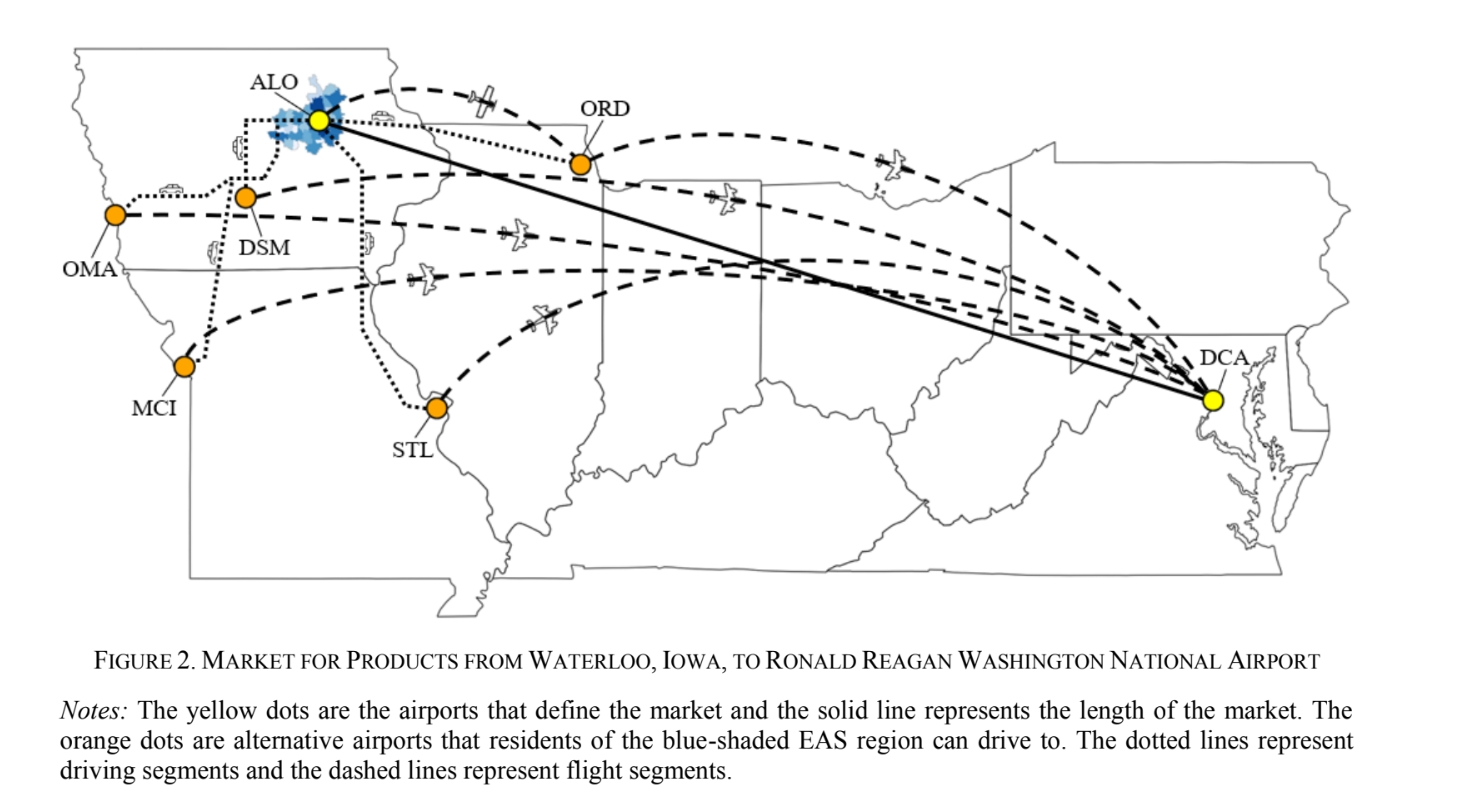 ALO
ORD
DSM
OMA
DCA
MCI
STL
FIGURE 2. MARKET FOR PRODUCTS FROM WATERLOO, IOWA, TO RONALD REAGAN WASHINGTON NATIONAL AIRPORT
Notes: The yellow dots are the airports that define the market and the solid line represents the length of the market. The
orange dots are alternative airports that residents of the blue-shaded EAS region can drive to. The dotted lines represent
driving segments and the dashed lines represent flight segments.